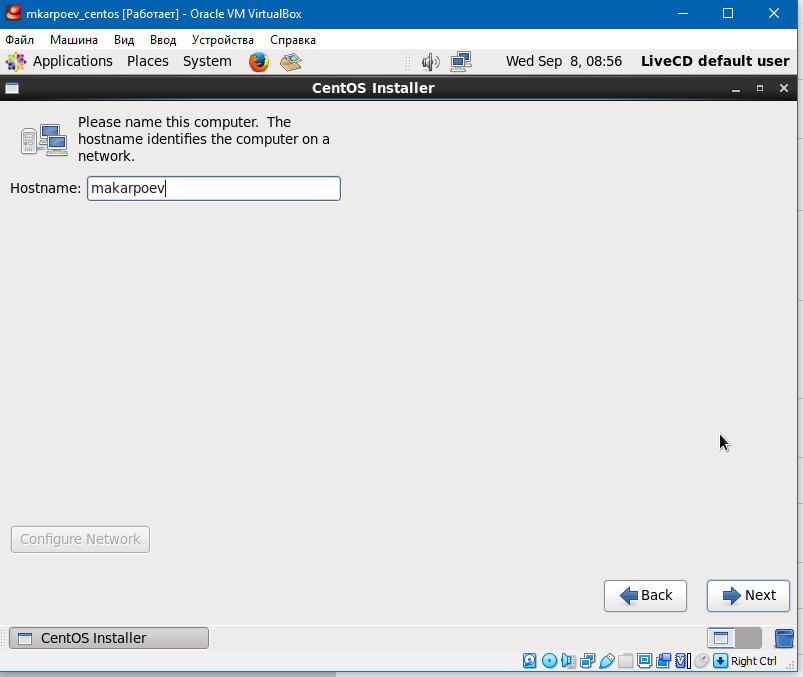 mkarpoev_centos [Работает] - Oracle VM VirtualBox
Файл Машина Вид Ввод Устройства Справка
Applications Places System Wed Sep 8, 08:56 LiveCD default user
CentOS Installer
Please name this computer. The
hostname identifies the computer on a
network.
Hostname: makarpoev
Configure Network
Back Next
CentOS Installer
Right Ctrl